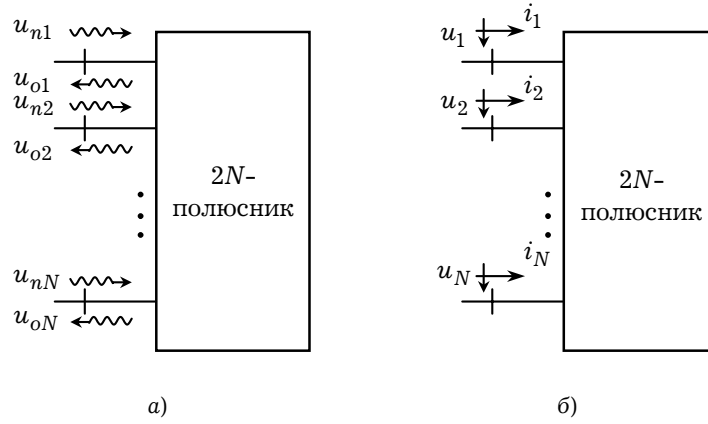 u_{n1}
u_{o1}
u_{n2}
u_{o2}
2N-
полюсник
u_{nN}
u_{oN}
а)
u_1 i_1
u_2 i_2
2N-
полюсник
u_N i_N
б)